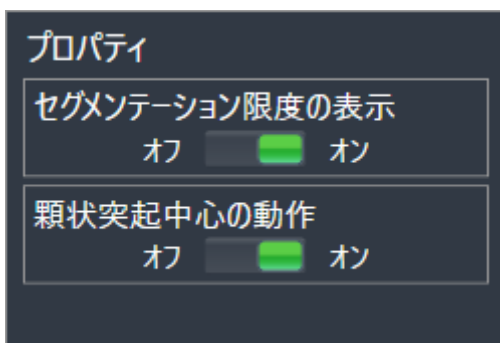 プロパティ
セグメンテーション限度の表示
オフ オン
顆状突起中心の動作
オフ オン